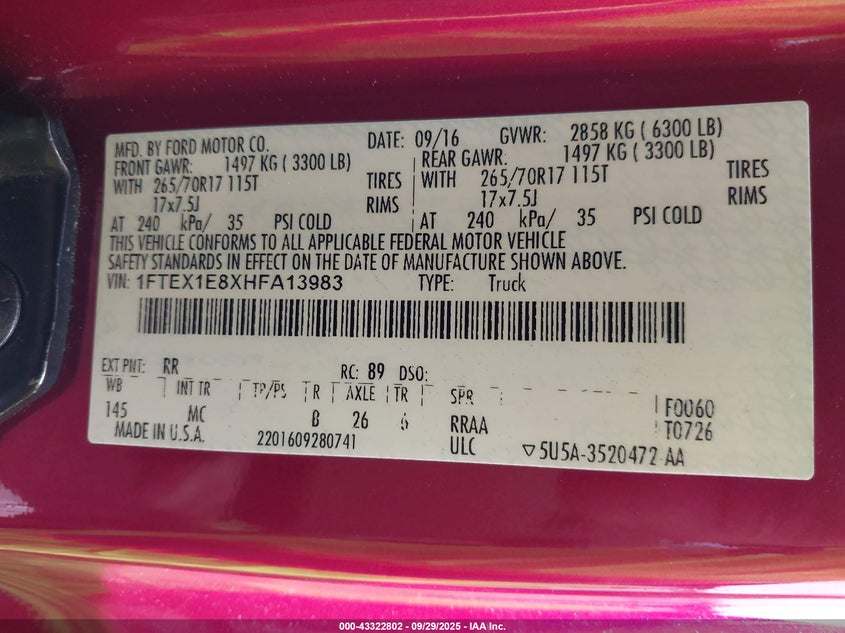 MFD. BY FORD MOTOR CO. DATE: 09/16 GVWR: 2858 KG ( 6300 LB)
FRONT GAWR: 1497 KG ( 3300 LB) REAR GAWR: 1497 KG ( 3300 LB)
WITH 265/70R17 115T TIRES WITH 265/70R17 115T TIRES
17x7.5J RIMS 17x7.5J RIMS
AT 240 kPa/ 35 PSI COLD AT 240 kPa/ 35 PSI COLD
THIS VEHICLE CONFORMS TO ALL APPLICABLE FEDERAL MOTOR VEHICLE
SAFETY STANDARDS IN EFFECT ON THE DATE OF MANUFACTURE SHOWN ABOVE.
VIN: 1FTEX1E8XHFA13983 TYPE: Truck
EXT PNT: RR RC: 89 DSO:
WB INT TR TP/PS R AXLE TR SPR F0060
145 MC B 26 6 RRAA T0726
MADE IN U.S.A. 2201609280741 ULC 5U5A-3520472-AA
000-43322802 - 09/29/2025 - IAA Inc.